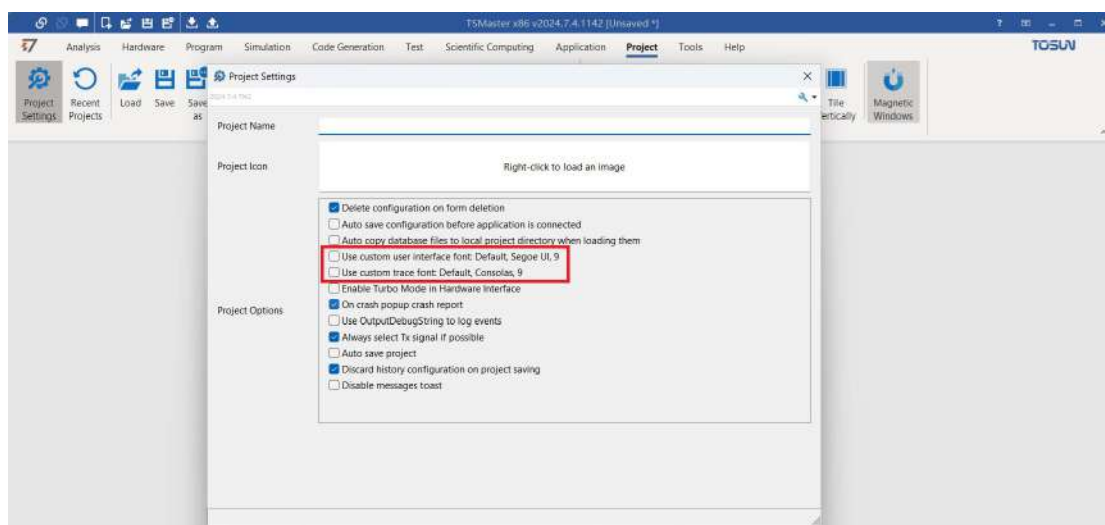 TSMaster x86 v2024.7.4.1142 [Unsaved *]
Analysis Hardware Program Simulation Code Generation Test Scientific Computing Application Project Tools Help
TOSUN
Project Settings
Recent Projects
Load
Save
Save as
Project Settings
2024.7.4.1142
Tile Vertically
Magnetic Windows
Project Name
Project Icon
Right-click to load an image
Project Options
Delete configuration on form deletion
Auto save configuration before application is connected
Auto copy database files to local project directory when loading them
Use custom user interface font: Default, Segoe UI, 9
Use custom trace font: Default, Consolas, 9
Enable Turbo Mode in Hardware Interface
On crash popup crash report
Use OutputDebugString to log events
Always select Tx signal if possible
Auto save project
Discard history configuration on project saving
Disable messages toast